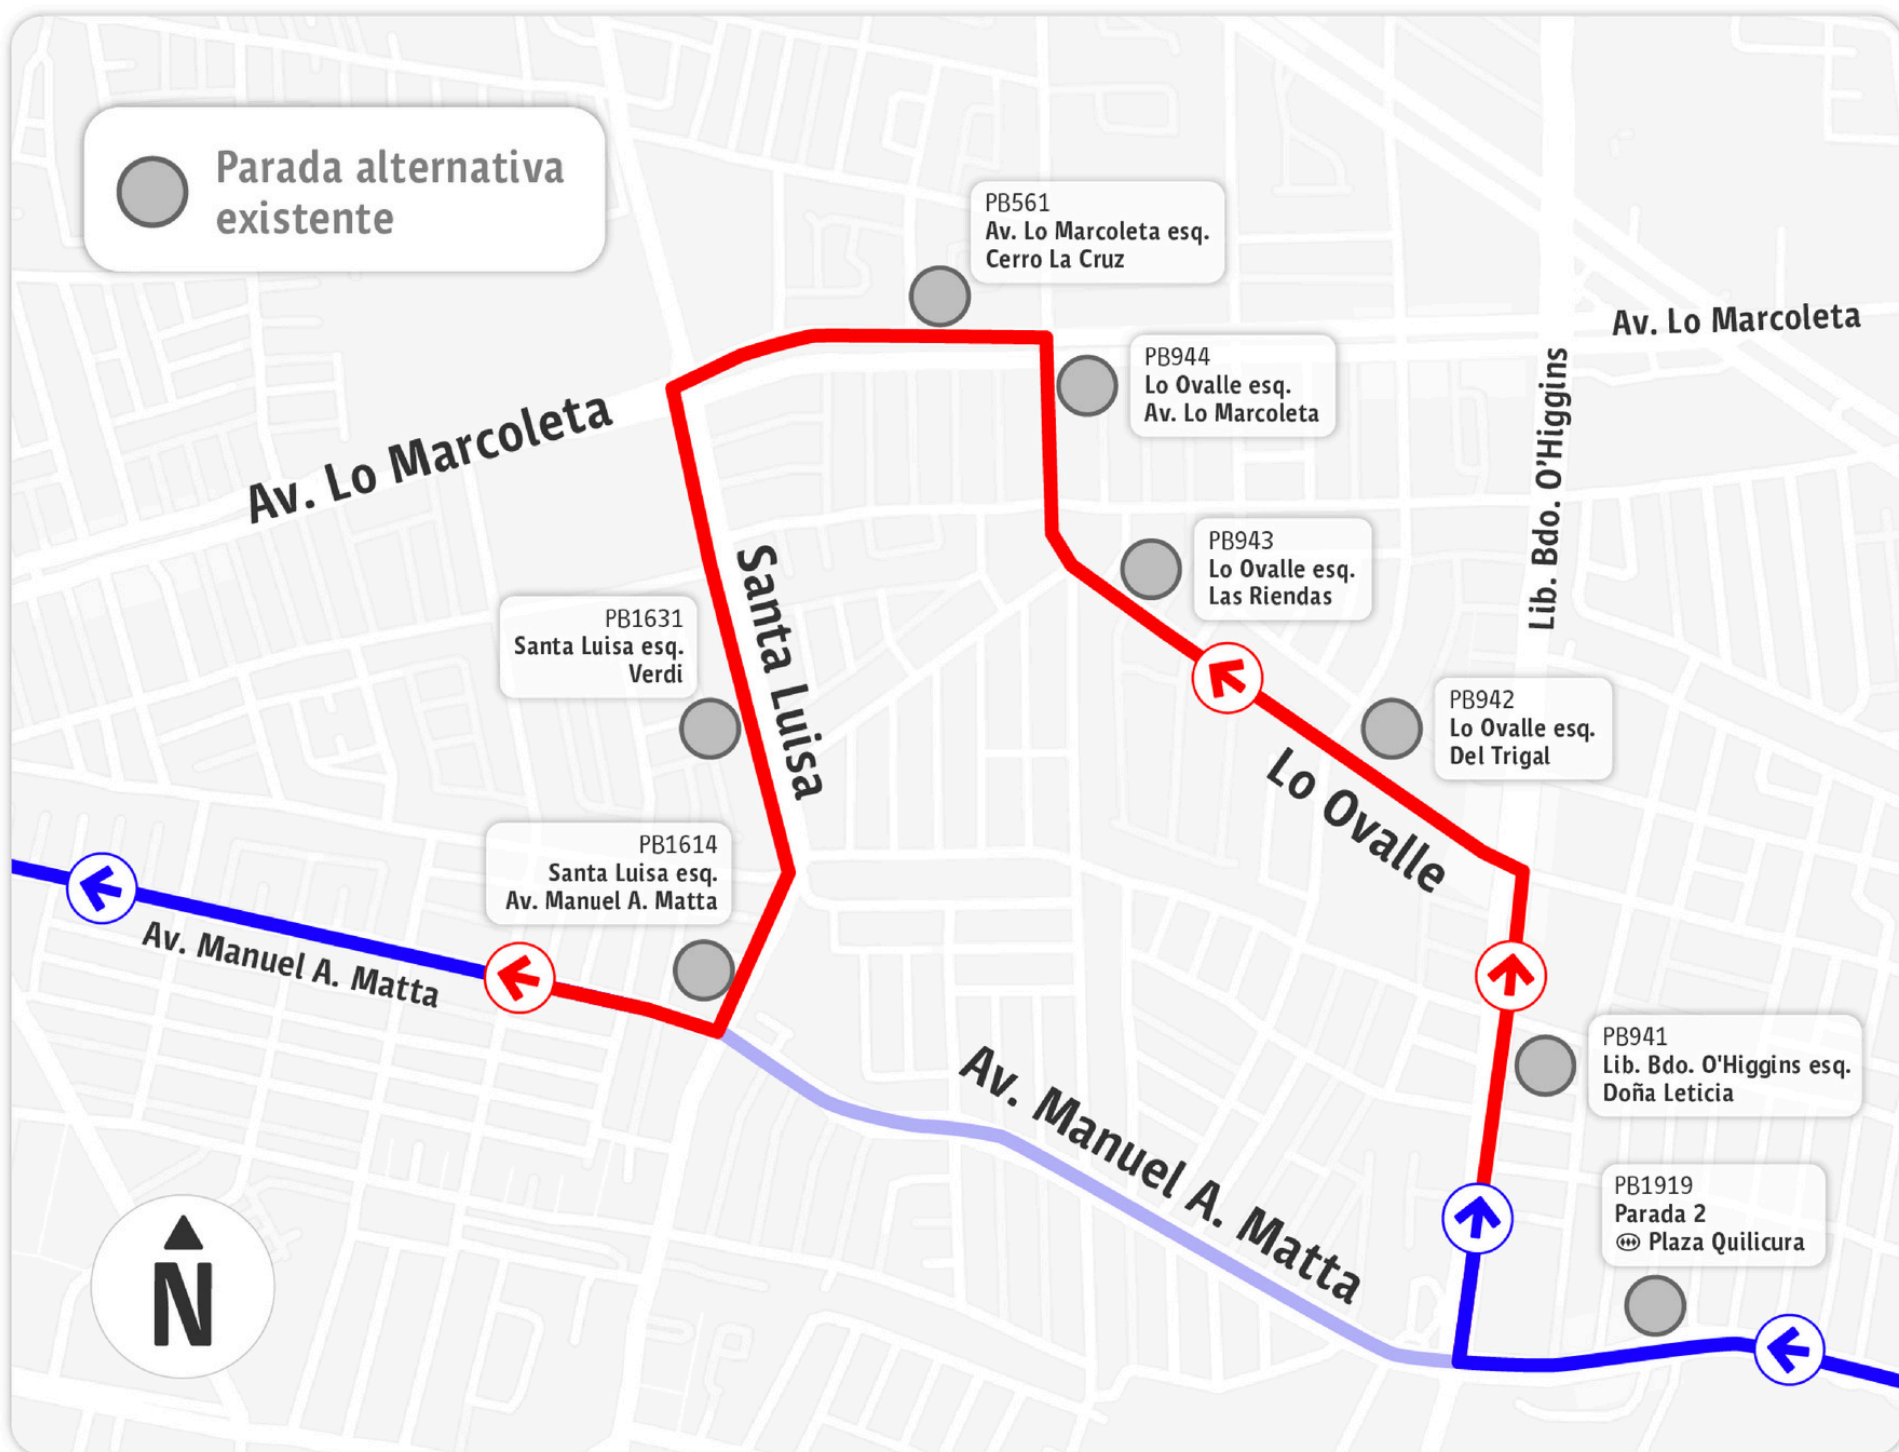 Parada alternativa
existente
PB561
Av. Lo Marcoleta esq.
Cerro La Cruz
Av. Lo Marcoleta
PB944
Lo Ovalle esq.
Av. Lo Marcoleta
Lib. Bdo. O'Higgins
Av. Lo Marcoleta
PB943
Lo Ovalle esq.
Las Riendas
Santa Luisa
PB1631
Santa Luisa esq.
Verdi
PB942
Lo Ovalle esq.
Del Trigal
Lo Ovalle
PB1614
Santa Luisa esq.
Av. Manuel A. Matta
Av. Manuel A. Matta
PB941
Lib. Bdo. O'Higgins esq.
Doña Leticia
Av. Manuel A. Matta
PB1919
Parada 2
Plaza Quilicura
N